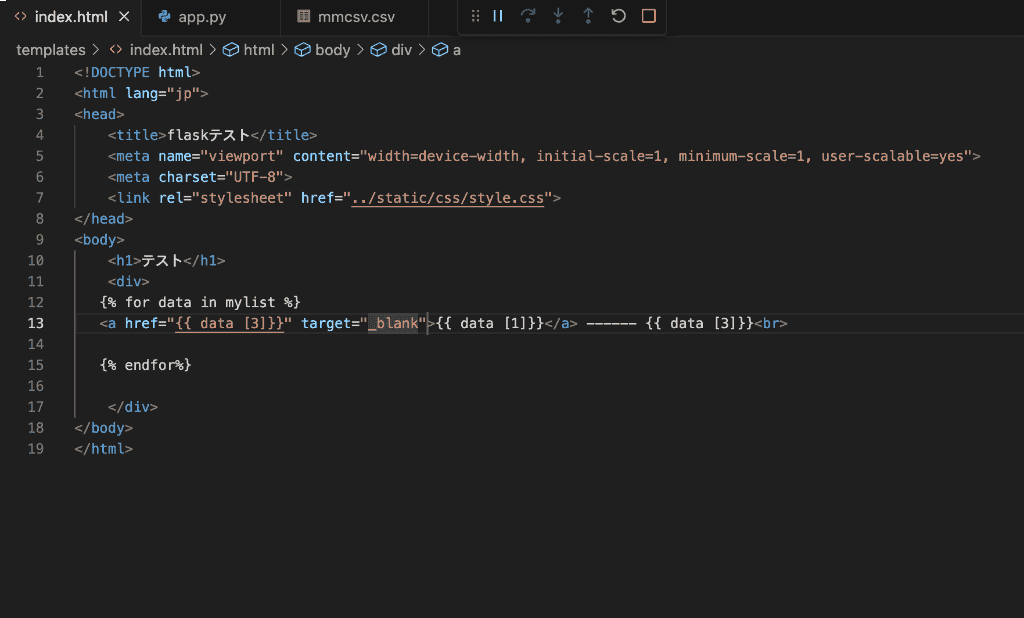 index.html
app.py
mmcsv.csv
templates > index.html > html > body > div > a
1 <!DOCTYPE html>
2 <html lang="jp">
3 <head>
4 <title>flaskテスト</title>
5 <meta name="viewport" content="width=device-width, initial-scale=1, minimum-scale=1, user-scalable=yes">
6 <meta charset="UTF-8">
7 <link rel="stylesheet" href="../static/css/style.css">
8 </head>
9 <body>
10 <h1>テスト</h1>
11 <div>
12 {% for data in mylist %}
13 <a href="{{ data [3]}}" target="_blank">{{ data [1]}}</a> ------ {{ data [3]}}<br>
14
15 {% endfor%}
16
17 </div>
18 </body>
19 </html>